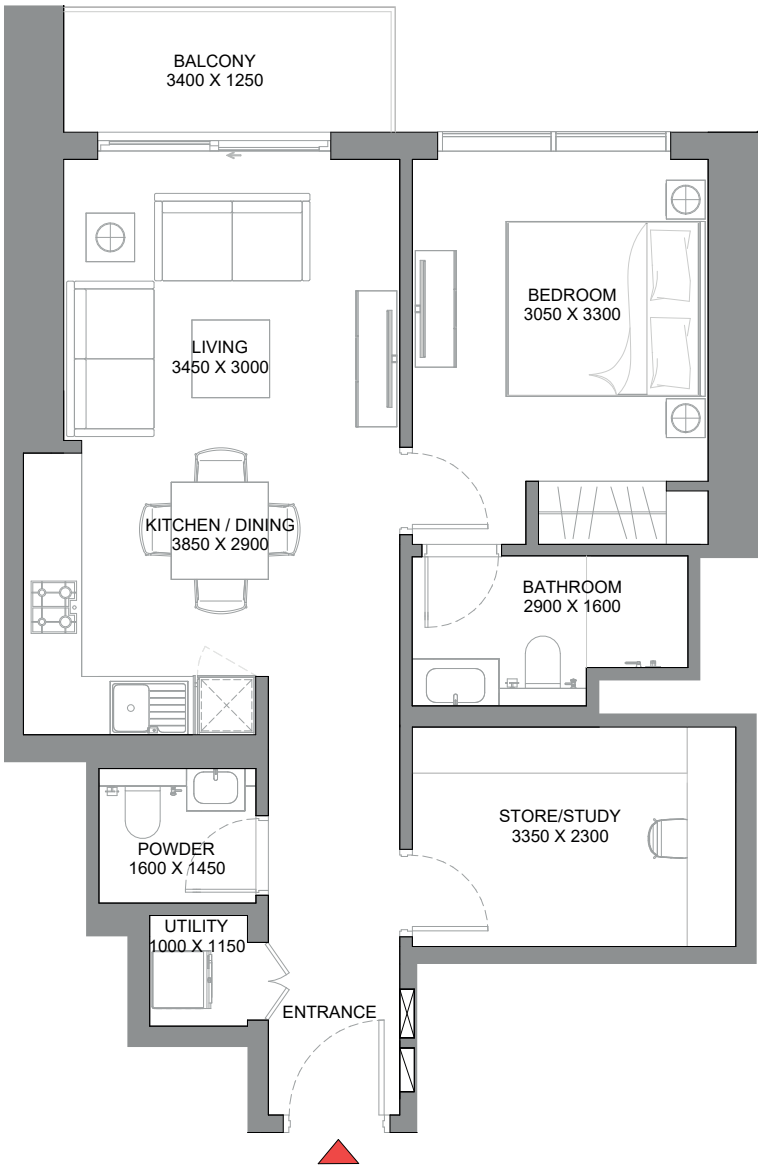 BALCONY
3400 X 1250
BEDROOM
3050 X 3300
LIVING
3450 X 3000
KITCHEN / DINING
3850 X 2900
BATHROOM
2900 X 1600
STORE/STUDY
3350 X 2300
POWDER
1600 X 1450
UTILITY
1000 X 1150
ENTRANCE